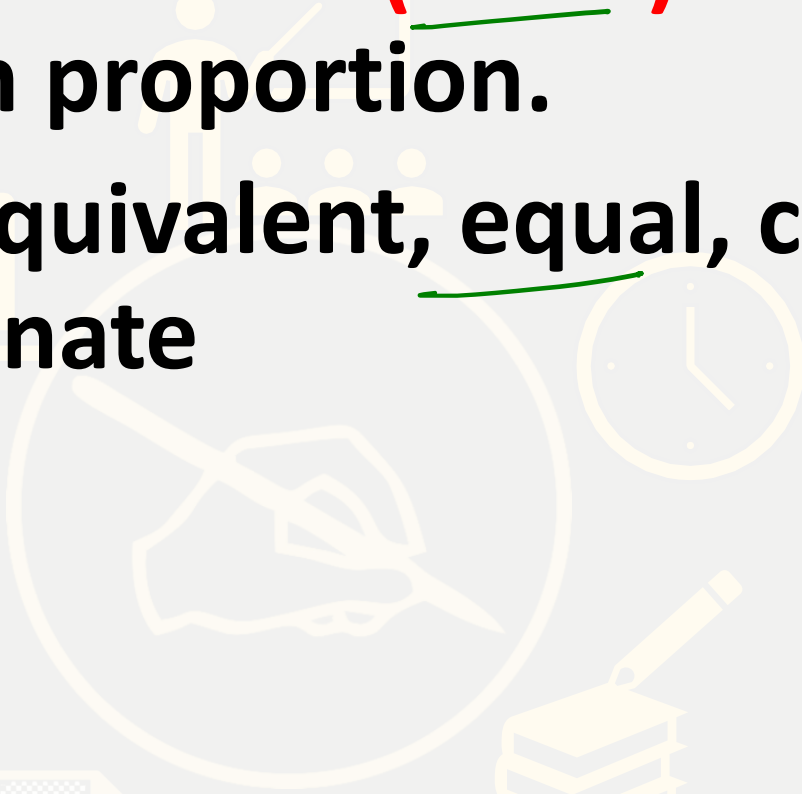 n proportion.
quivalent, equal, c
nate